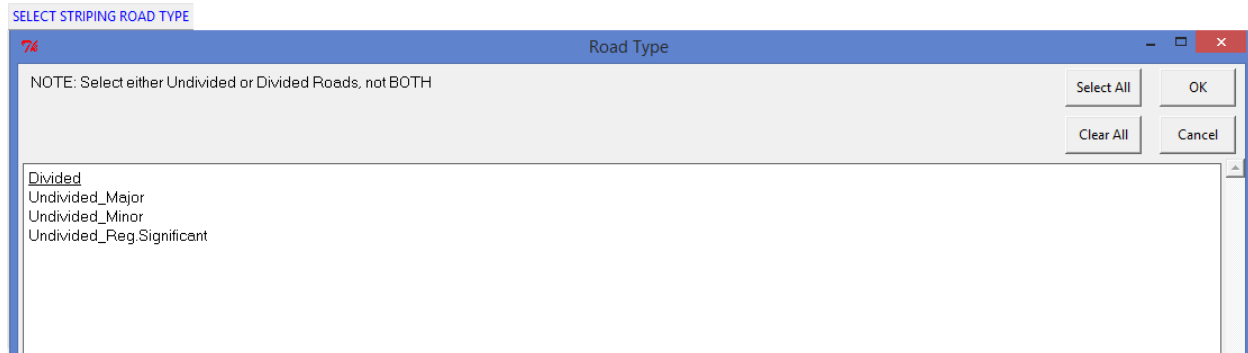 SELECT STRIPING ROAD TYPE
Road Type
NOTE: Select either Undivided or Divided Roads, not BOTH
Select All
OK
Clear All
Cancel
Divided
Undivided_Major
Undivided_Minor
Undivided_Reg.Significant